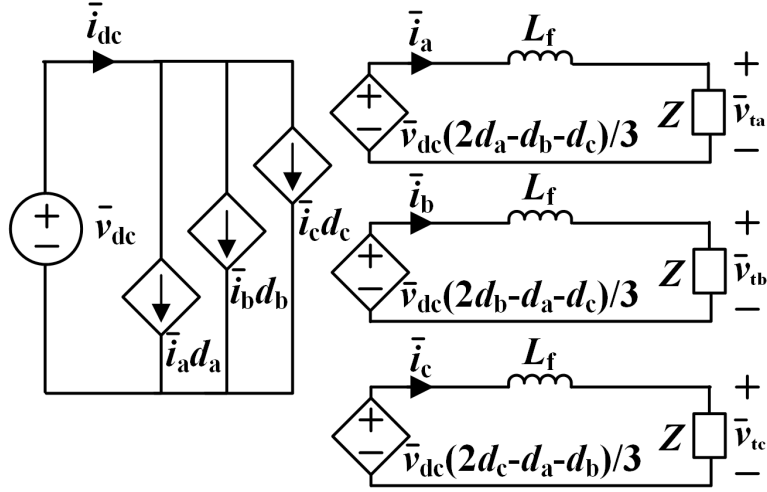 i̅dc
+
−
v̅dc
i̅ada
i̅bdb
i̅cdc
i̅a
Lf
+
−
v̅dc(2da-db-dc)/3
Z
+
v̅ta
−
i̅b
Lf
+
−
v̅dc(2db-da-dc)/3
Z
+
v̅tb
−
i̅c
Lf
+
−
v̅dc(2dc-da-db)/3
Z
+
v̅tc
−